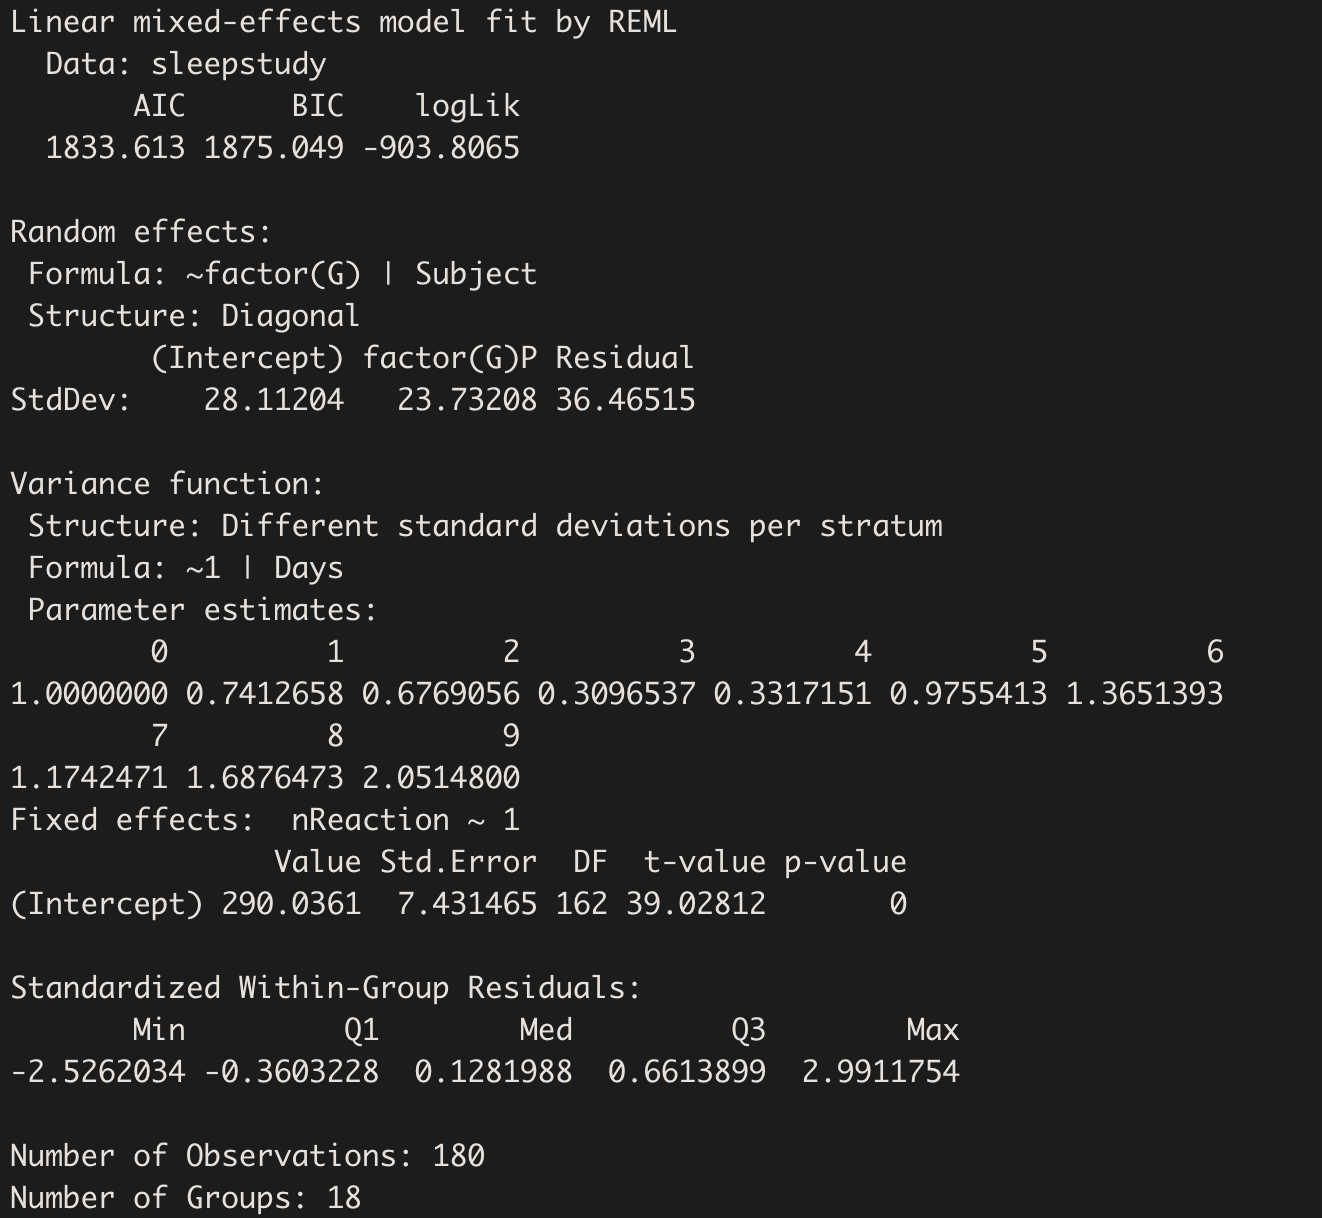 Linear mixed-effects model fit by REML
  Data: sleepstudy
       AIC      BIC    logLik
  1833.613 1875.049 -903.8065

Random effects:
 Formula: ~factor(G) | Subject
 Structure: Diagonal
        (Intercept) factor(G)P Residual
StdDev:    28.11204   23.73208 36.46515

Variance function:
 Structure: Different standard deviations per stratum
 Formula: ~1 | Days
 Parameter estimates:
        0         1         2         3         4         5         6
1.0000000 0.7412658 0.6769056 0.3096537 0.3317151 0.9755413 1.3651393
        7         8         9
1.1742471 1.6876473 2.0514800
Fixed effects:  nReaction ~ 1
               Value Std.Error  DF  t-value p-value
(Intercept) 290.0361  7.431465 162 39.02812       0

Standardized Within-Group Residuals:
       Min         Q1        Med         Q3        Max
-2.5262034 -0.3603228  0.1281988  0.6613899  2.9911754

Number of Observations: 180
Number of Groups: 18